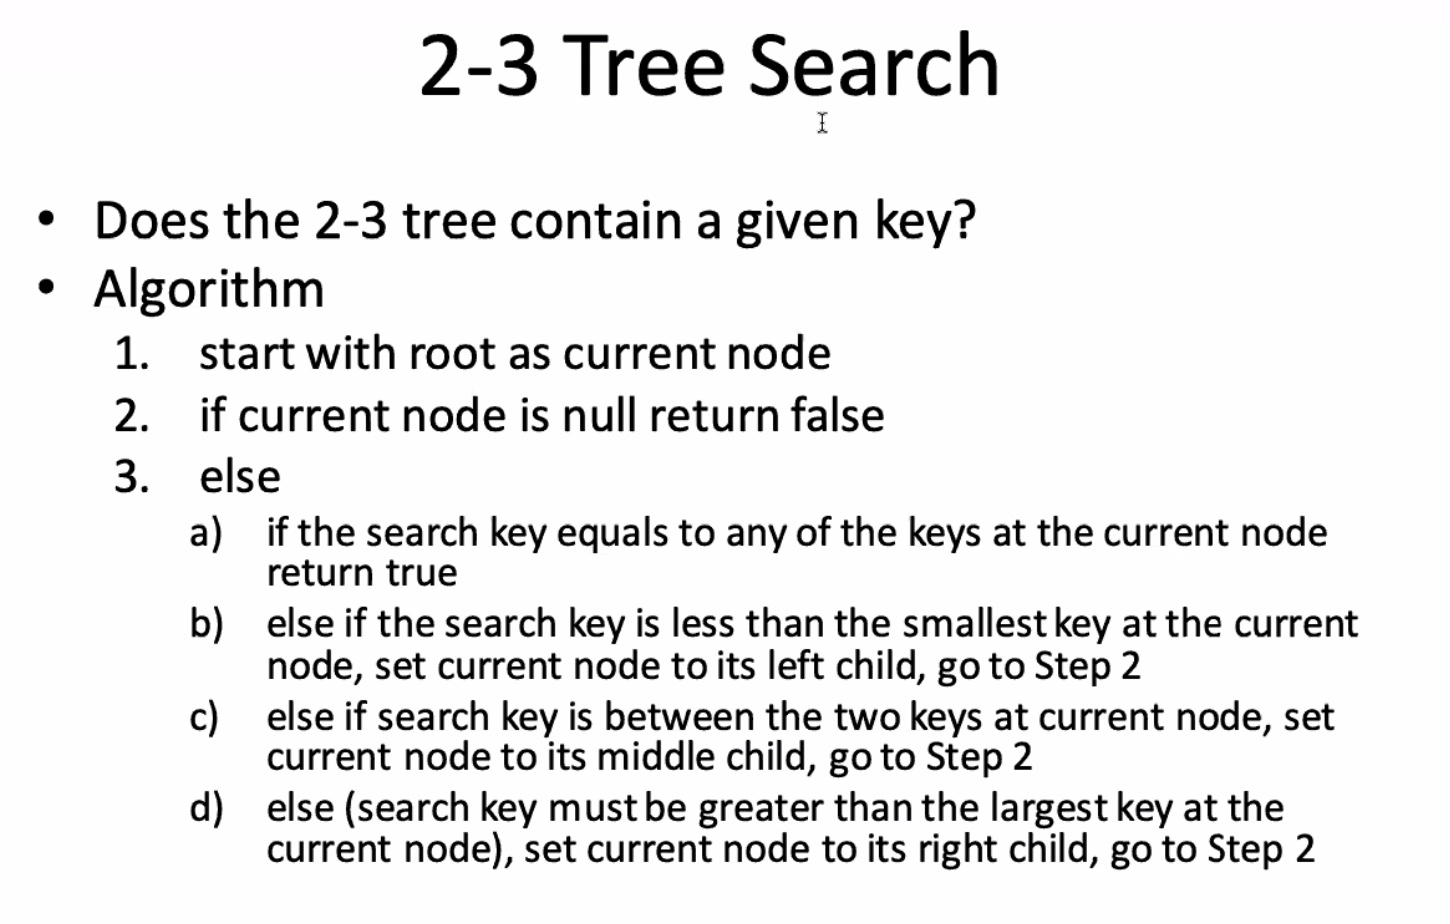 2-3 Tree Search
• Does the 2-3 tree contain a given key?
• Algorithm
1. start with root as current node
2. if current node is null return false
3. else
a) if the search key equals to any of the keys at the current node
return true
b) else if the search key is less than the smallest key at the current
node, set current node to its left child, go to Step 2
c) else if search key is between the two keys at current node, set
current node to its middle child, go to Step 2
d) else (search key must be greater than the largest key at the
current node), set current node to its right child, go to Step 2